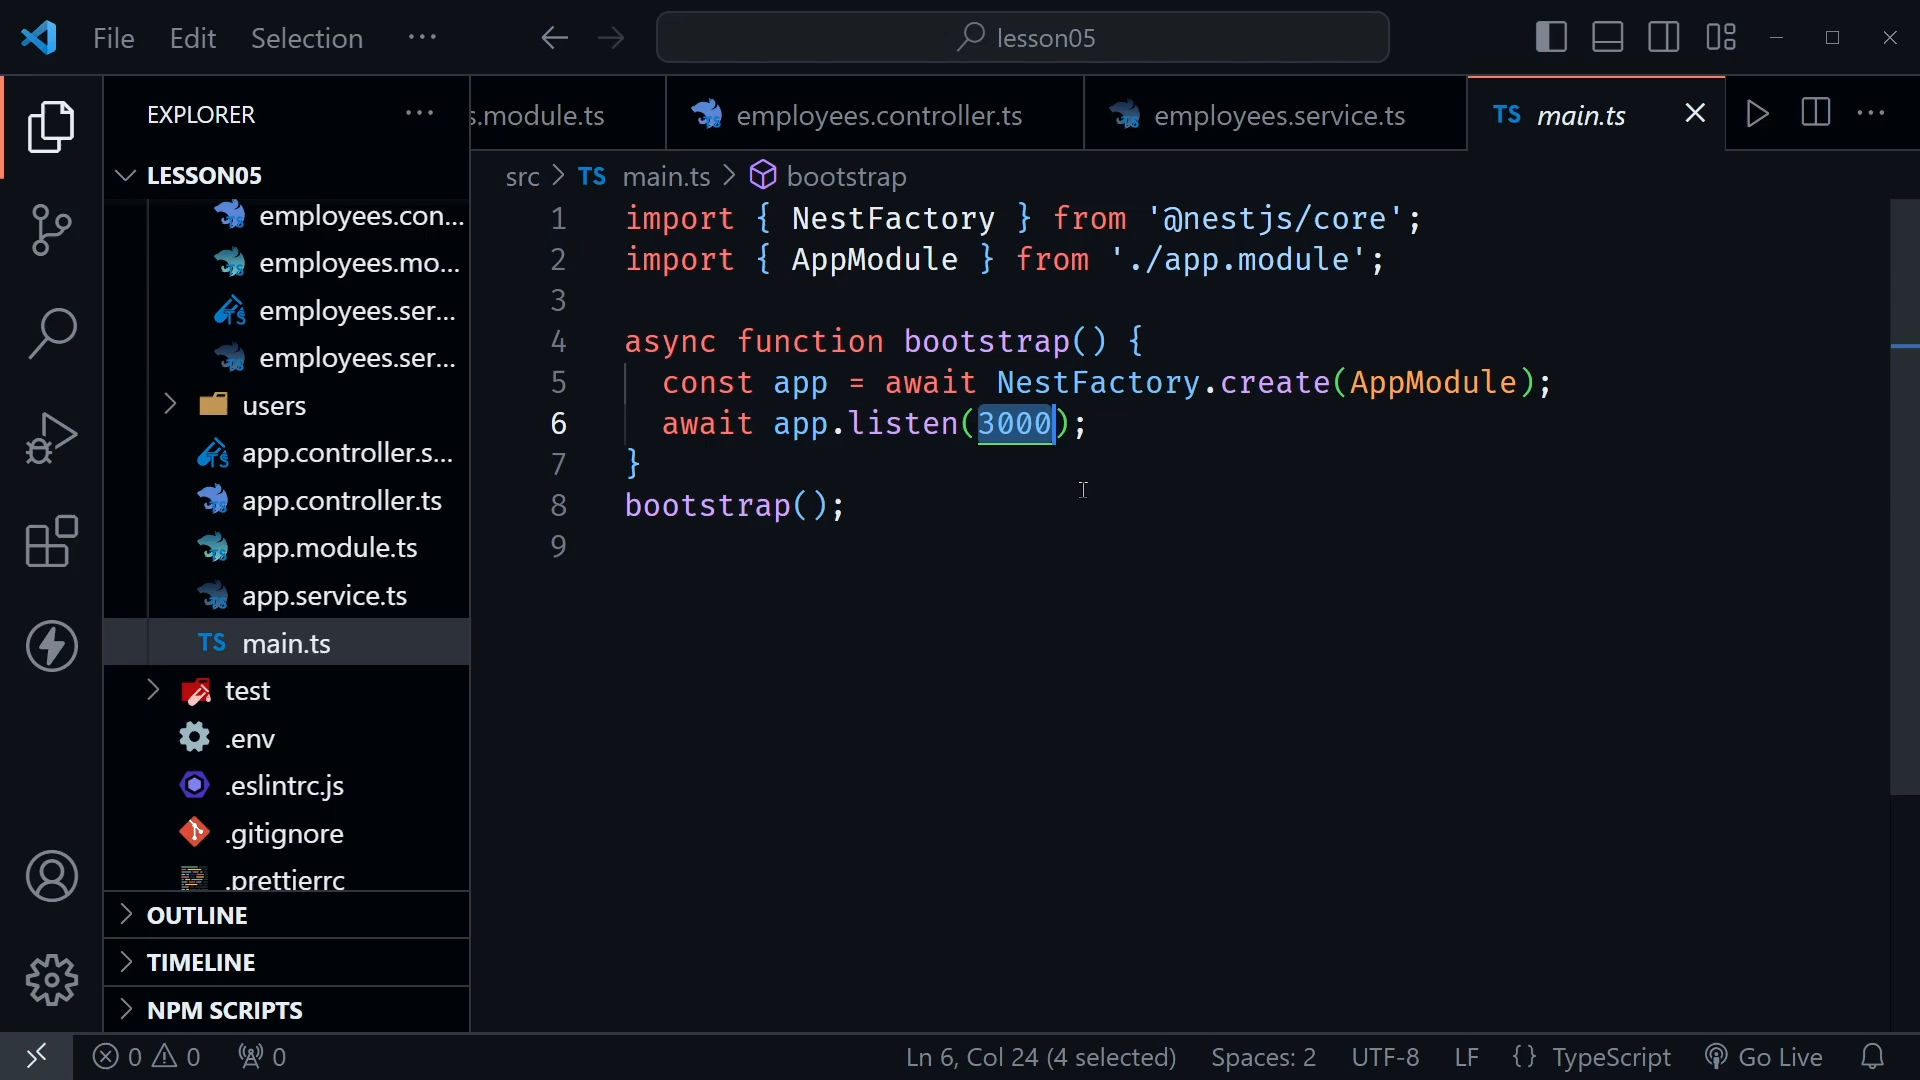 File Edit Selection ···
lesson05
EXPLORER ···
s.module.ts
employees.controller.ts
employees.service.ts
TS main.ts
···
LESSON05
employees.con...
employees.mo...
employees.ser...
employees.ser...
users
app.controller.s...
app.controller.ts
app.module.ts
app.service.ts
TS main.ts
test
.env
.eslintrc.js
.gitignore
.prettierrc
OUTLINE
TIMELINE
NPM SCRIPTS
src > TS main.ts > bootstrap
1 import { NestFactory } from '@nestjs/core';
2 import { AppModule } from './app.module';
3
4 async function bootstrap() {
5 const app = await NestFactory.create(AppModule);
6 await app.listen(3000);
7 }
8 bootstrap();
9
0 0 0
Ln 6, Col 24 (4 selected) Spaces: 2 UTF-8 LF {} TypeScript Go Live